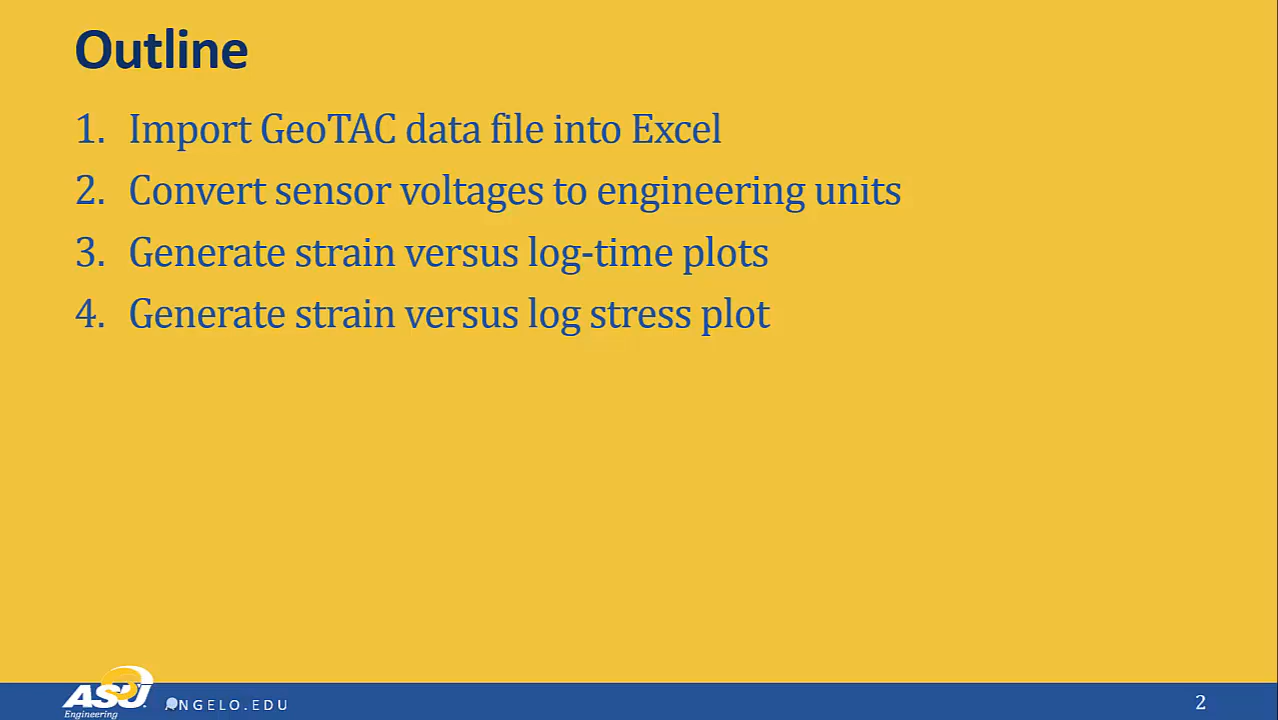 Outline
1. Import GeoTAC data file into Excel
2. Convert sensor voltages to engineering units
3. Generate strain versus log-time plots
4. Generate strain versus log stress plot
ASU
Engineering
ANGELO.EDU
2